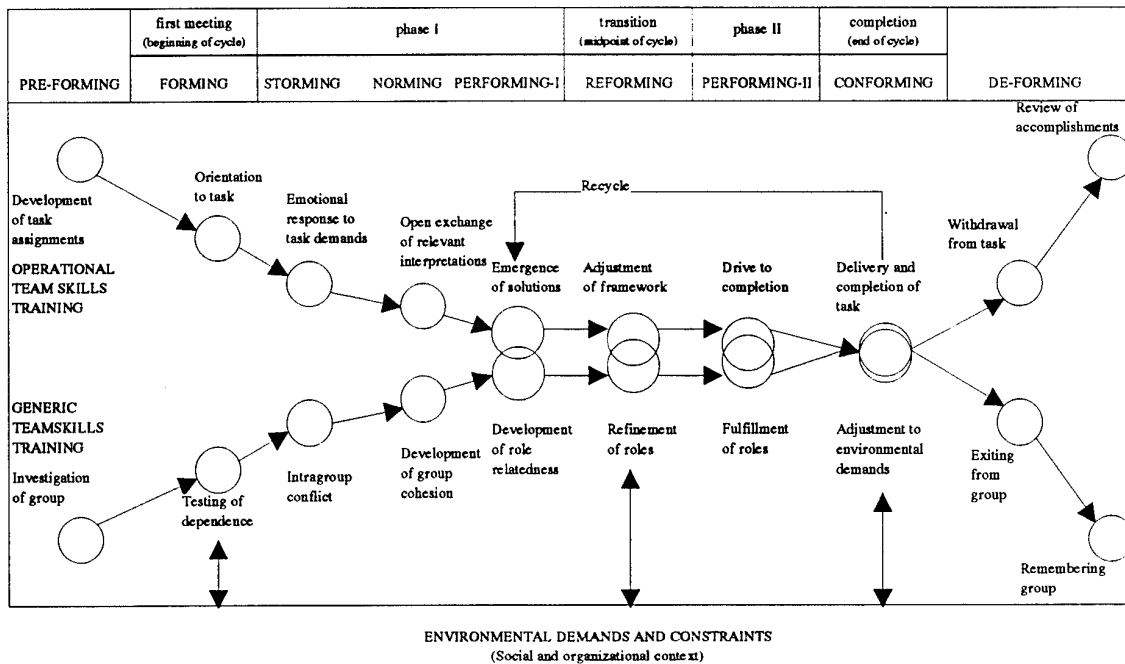 first meeting
(beginning of cycle)
phase I
transition
(midpoint of cycle)
phase II
completion
(end of cycle)
PRE-FORMING
FORMING
STORMING
NORMING
PERFORMING-I
REFORMING
PERFORMING-II
CONFORMING
DE-FORMING
Review of
accomplishments
Development
of task
assignments
Orientation
to task
Emotional
response to
task demands
Open exchange
of relevant
interpretations
Recycle
Emergence
of solutions
Adjustment
of framework
Drive to
completion
Delivery and
completion of
task
Withdrawal
from task
OPERATIONAL
TEAM SKILLS
TRAINING
GENERIC
TEAMSKILLS
TRAINING
Investigation
of group
Testing of
dependence
Intragroup
conflict
Development
of group
cohesion
Development
of role
relatedness
Refinement
of roles
Fulfillment
of roles
Adjustment to
environmental
demands
Exiting
from
group
Remembering
group
ENVIRONMENTAL DEMANDS AND CONSTRAINTS
(Social and organizational context)